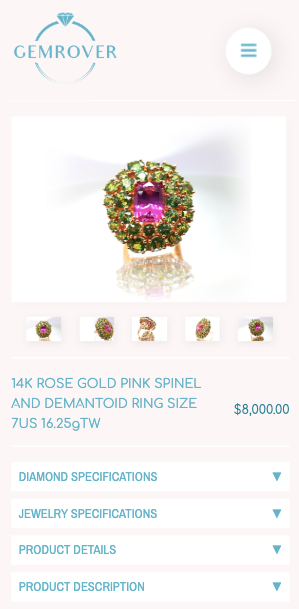 GEMROVER
14K ROSE GOLD PINK SPINEL
AND DEMANTOID RING SIZE
7US 16.25gTW
$8,000.00
DIAMOND SPECIFICATIONS
JEWELRY SPECIFICATIONS
PRODUCT DETAILS
PRODUCT DESCRIPTION